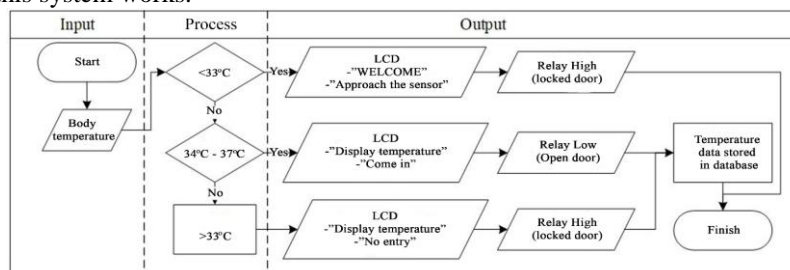 this system works.
Input
Process
Output
Start
Body
temperature
<33°C
Yes
No
34°C - 37°C
Yes
No
>33°C
LCD
-"WELCOME"
-"Approach the sensor"
Relay High
(locked door)
LCD
-"Display temperature"
-"Come in"
Relay Low
(Open door)
LCD
-"Display temperature"
-"No entry"
Relay High
(locked door)
Temperature
data stored
in database
Finish